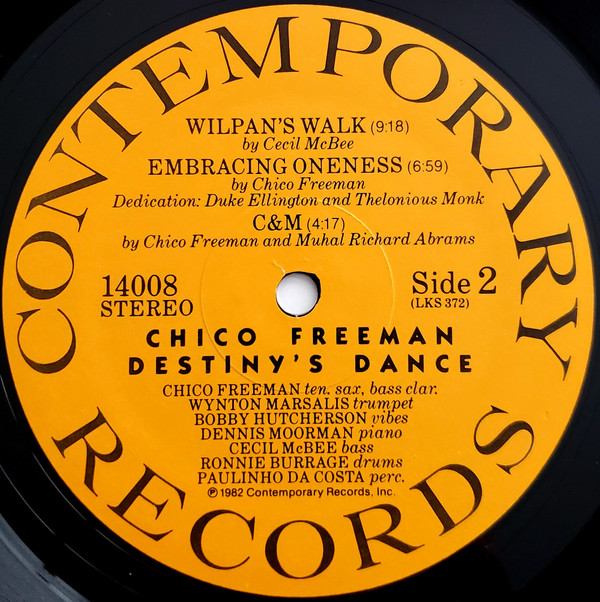 CONTEMPORARY
WILPAN'S WALK (9:18)
by Cecil McBee
EMBRACING ONENESS (6:59)
by Chico Freeman
Dedication: Duke Ellington and Thelonious Monk
C&M (4:17)
by Chico Freeman and Muhal Richard Abrams
14008
STEREO
Side 2
(LKS 372)
CHICO FREEMAN
DESTINY'S DANCE
CHICO FREEMAN ten. sax, bass clar.
WYNTON MARSALIS trumpet
BOBBY HUTCHERSON vibes
DENNIS MOORMAN piano
CECIL McBEE bass
RONNIE BURRAGE drums
PAULINHO DA COSTA perc.
℗ 1982 Contemporary Records, Inc.
RECORDS